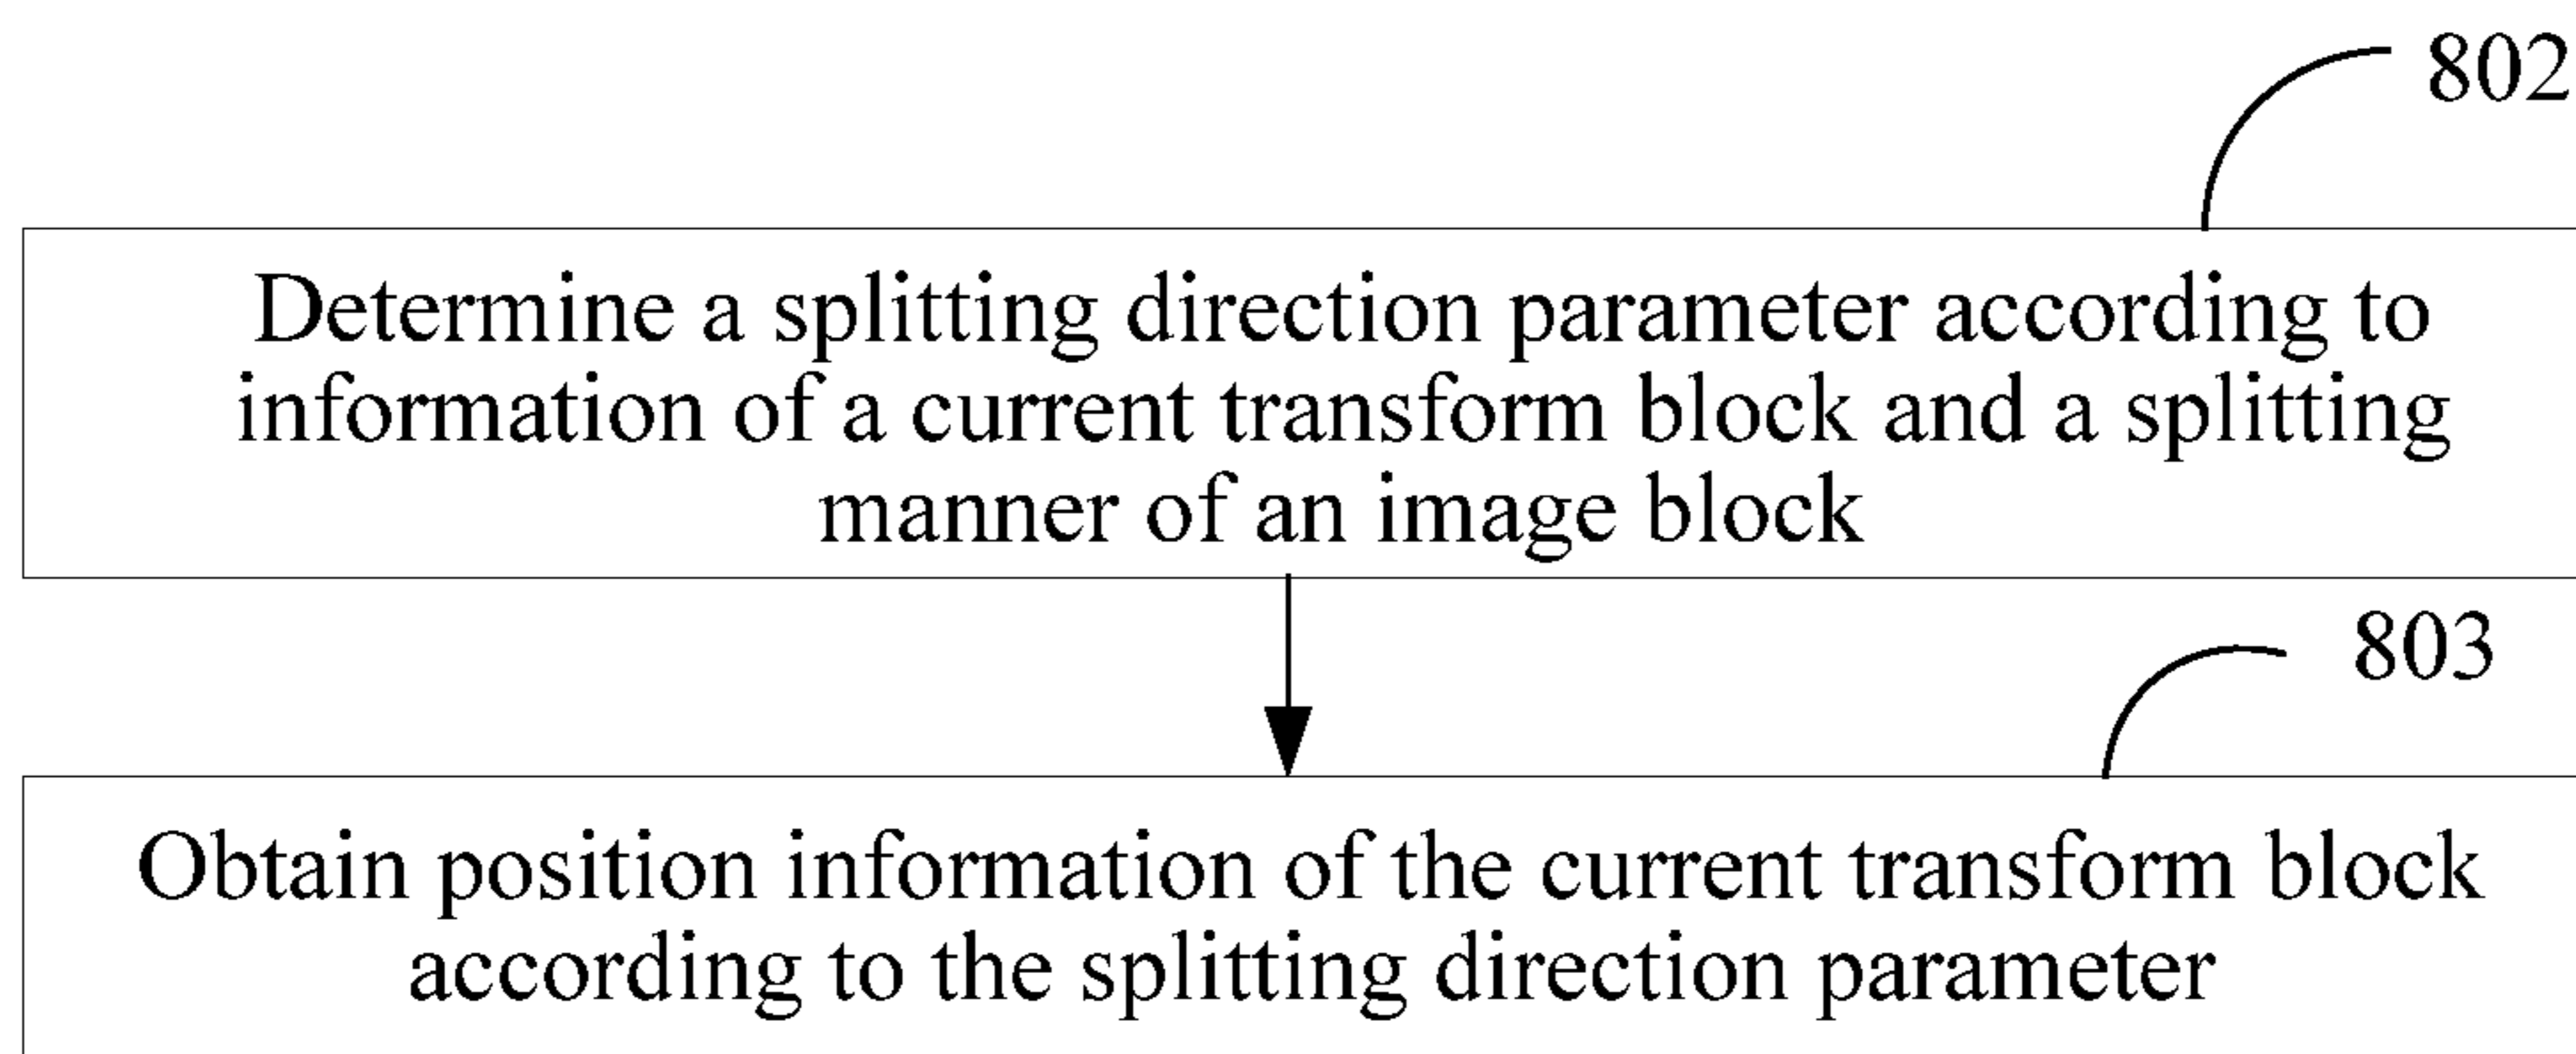 802
Determine a splitting direction parameter according to
information of a current transform block and a splitting
manner of an image block
803
Obtain position information of the current transform block
according to the splitting direction parameter